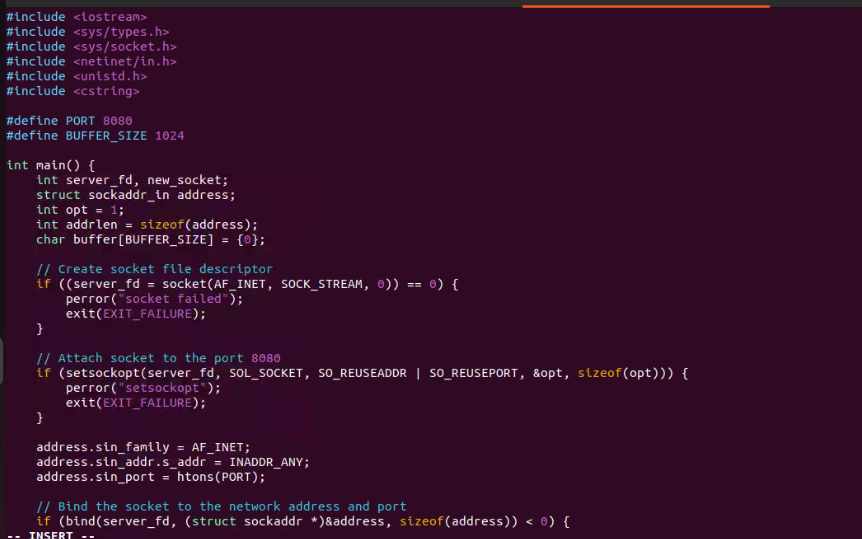 #include <iostream>
#include <sys/types.h>
#include <sys/socket.h>
#include <netinet/in.h>
#include <unistd.h>
#include <cstring>

#define PORT 8080
#define BUFFER_SIZE 1024

int main() {
    int server_fd, new_socket;
    struct sockaddr_in address;
    int opt = 1;
    int addrlen = sizeof(address);
    char buffer[BUFFER_SIZE] = {0};

    // Create socket file descriptor
    if ((server_fd = socket(AF_INET, SOCK_STREAM, 0)) == 0) {
        perror("socket failed");
        exit(EXIT_FAILURE);
    }

    // Attach socket to the port 8080
    if (setsockopt(server_fd, SOL_SOCKET, SO_REUSEADDR | SO_REUSEPORT, &opt, sizeof(opt))) {
        perror("setsockopt");
        exit(EXIT_FAILURE);
    }

    address.sin_family = AF_INET;
    address.sin_addr.s_addr = INADDR_ANY;
    address.sin_port = htons(PORT);

    // Bind the socket to the network address and port
    if (bind(server_fd, (struct sockaddr *)&address, sizeof(address)) < 0) {
-- INSERT --